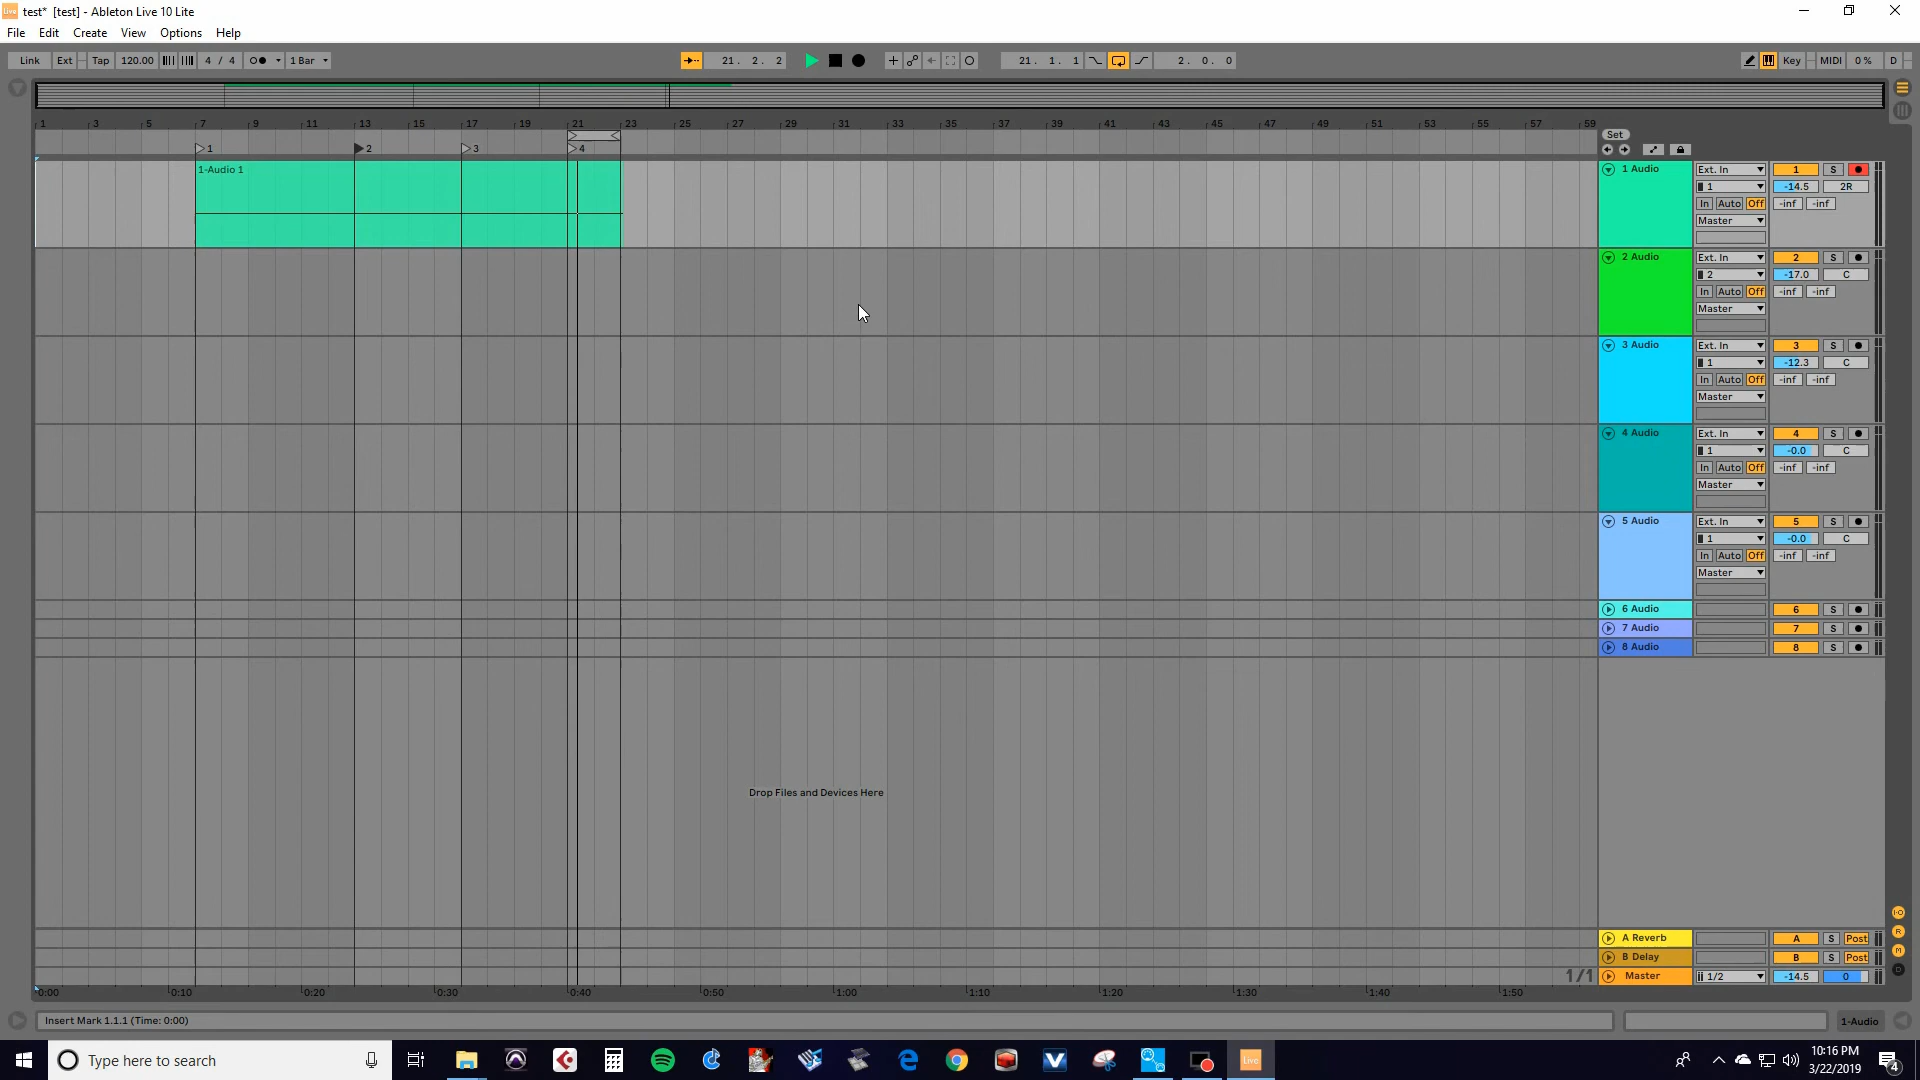 Live
test*  [test] - Ableton Live 10 Lite
File Edit Create View Options Help
Link Ext Tap 120.00 4 / 4 1 Bar 21. 2. 2 21. 1. 1 2. 0. 0 Key MIDI 0 % D
1 3 5 7 9 11 13 15 17 19 21 23 25 27 29 31 33 35 37 39 41 43 45 47 49 51 53 55 57 59
Set
1 2 3 4
1-Audio 1
1 Audio Ext. In 1 S
1 -14.5 2R
In Auto Off -inf -inf
Master
2 Audio Ext. In 2 S
2 -17.0 C
In Auto Off -inf -inf
Master
3 Audio Ext. In 3 S
1 -12.3 C
In Auto Off -inf -inf
Master
4 Audio Ext. In 4 S
1 -0.0 C
In Auto Off -inf -inf
Master
5 Audio Ext. In 5 S
1 -0.0 C
In Auto Off -inf -inf
Master
6 Audio 6 S
7 Audio 7 S
8 Audio 8 S
Drop Files and Devices Here
I·O
R
M
D
A Reverb A S Post
B Delay B S Post
1/1 Master 1/2 -14.5 0
0:00 0:10 0:20 0:30 0:40 0:50 1:00 1:10 1:20 1:30 1:40 1:50
Insert Mark 1.1.1 (Time: 0:00) 1-Audio
Type here to search Live 10:16 PM
3/22/2019 4